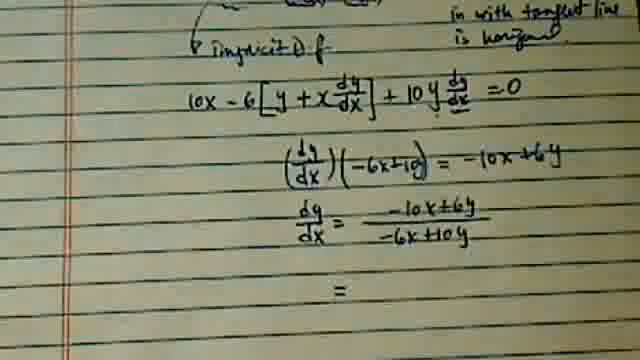 in with tangent line
is horizontal.
implicit Diff
10x - 6[y + x dy/dx] + 10y dy/dx = 0
(dy/dx)(-6x+10y) = -10x+6y
dy/dx = -10x+6y / -6x+10y
=